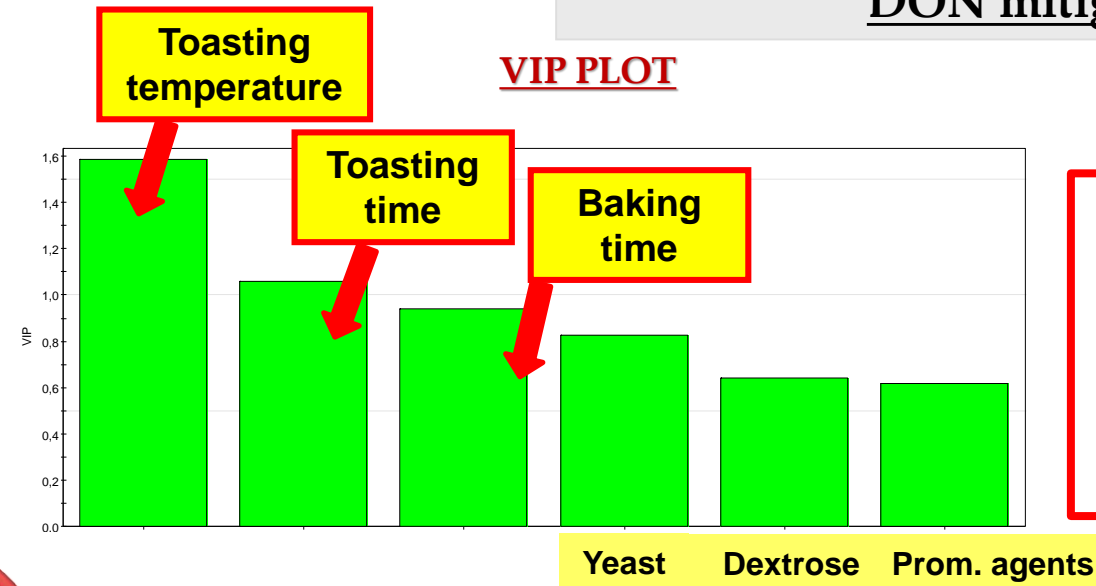 DON
VIP PLOT
Toasting
temperature
Toasting
time
Baking
time
1,6
1,4
1,2
1,0
0,8
0,6
0,4
0,2
0,0
VIP
Yeast Dextrose Prom. agents